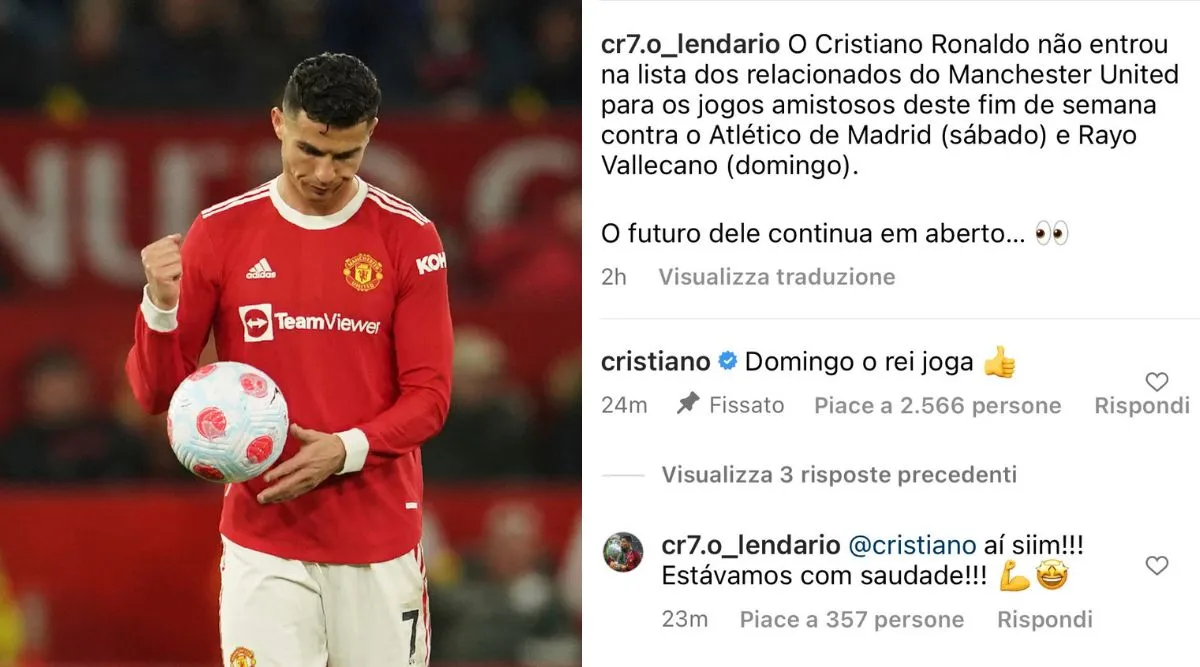 NU
adidas
MANCHESTER
UNITED
KOH
TeamViewer
7
cr7.o_lendario O Cristiano Ronaldo não entrou
na lista dos relacionados do Manchester United
para os jogos amistosos deste fim de semana
contra o Atlético de Madrid (sábado) e Rayo
Vallecano (domingo).
O futuro dele continua em aberto... 👀
2h Visualizza traduzione
cristiano Domingo o rei joga 👍
24m Fissato Piace a 2.566 persone Rispondi
Visualizza 3 risposte precedenti
cr7.o_lendario @cristiano aí siim!!!
Estávamos com saudade!!! 💪🤩
23m Piace a 357 persone Rispondi